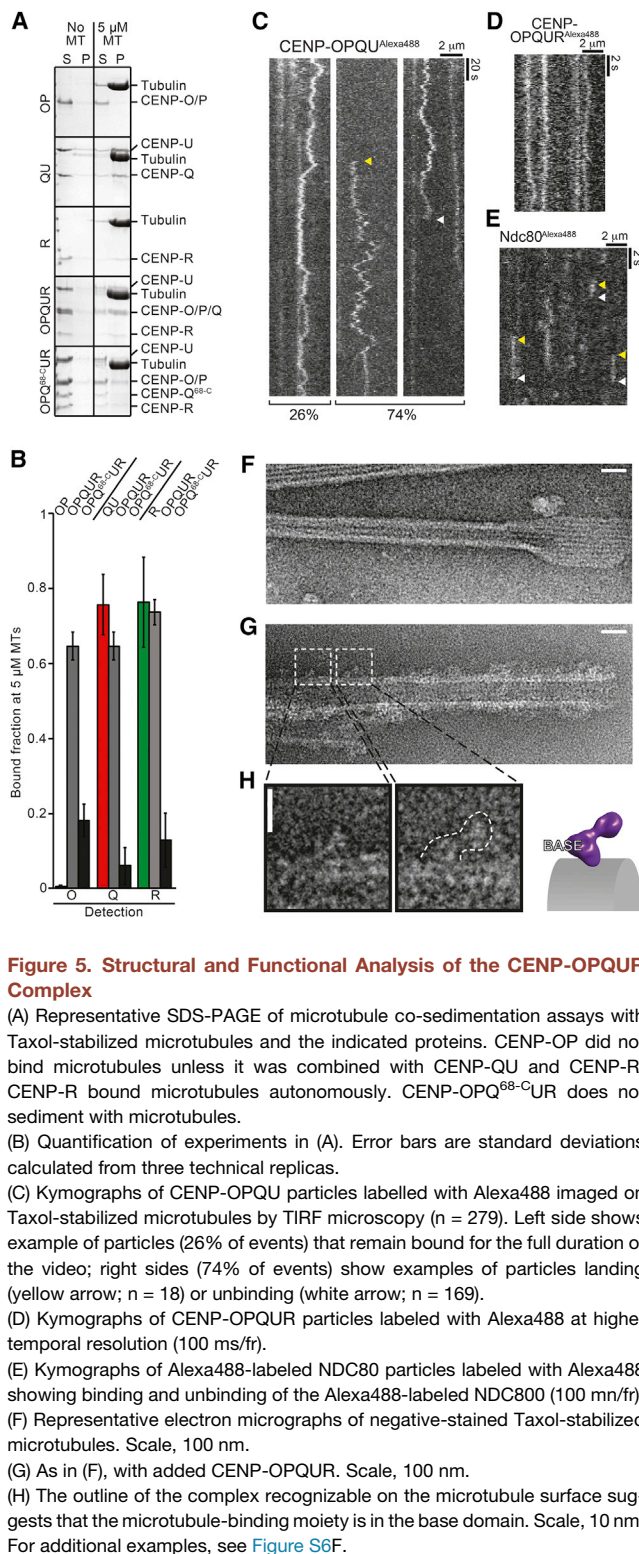 A
No MT
5 µM MT
S P S P
OP
Tubulin
CENP-O/P
QU
CENP-U
Tubulin
CENP-Q
R
Tubulin
CENP-R
OPQUR
CENP-U
Tubulin
CENP-O/P/Q
CENP-R
OPQ68-CUR
CENP-U
Tubulin
CENP-O/P
CENP-Q68-C
CENP-R
B
OP
OPQUR
OPQ68-CUR
QU
OPQUR
OPQ68-CUR
R
OPQUR
OPQ68-CUR
Bound fraction at 5 µM MTs
1
0.8
0.6
0.4
0.2
0
O Q R
Detection
C
CENP-OPQUAlexa488
2 µm
20 s
26% 74%
D
CENP-
OPQURAlexa488
2 µm
2 s
E
Ndc80Alexa488
2 µm
2 s
F
G
H
BASE
Figure 5. Structural and Functional Analysis of the CENP-OPQUR
Complex
(A) Representative SDS-PAGE of microtubule co-sedimentation assays with
Taxol-stabilized microtubules and the indicated proteins. CENP-OP did no
bind microtubules unless it was combined with CENP-QU and CENP-R
CENP-R bound microtubules autonomously. CENP-OPQ68-CUR does no
sediment with microtubules.
(B) Quantification of experiments in (A). Error bars are standard deviations
calculated from three technical replicas.
(C) Kymographs of CENP-OPQU particles labelled with Alexa488 imaged on
Taxol-stabilized microtubules by TIRF microscopy (n = 279). Left side shows
example of particles (26% of events) that remain bound for the full duration o
the video; right sides (74% of events) show examples of particles landing
(yellow arrow; n = 18) or unbinding (white arrow; n = 169).
(D) Kymographs of CENP-OPQUR particles labeled with Alexa488 at highe
temporal resolution (100 ms/fr).
(E) Kymographs of Alexa488-labeled NDC80 particles labeled with Alexa488
showing binding and unbinding of the Alexa488-labeled NDC800 (100 mn/fr)
(F) Representative electron micrographs of negative-stained Taxol-stabilized
microtubules. Scale, 100 nm.
(G) As in (F), with added CENP-OPQUR. Scale, 100 nm.
(H) The outline of the complex recognizable on the microtubule surface sug-
gests that the microtubule-binding moiety is in the base domain. Scale, 10 nm
For additional examples, see Figure S6F.